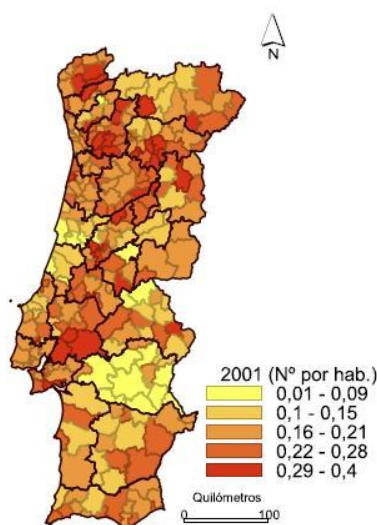 N
2001 (Nº por hab.)
0,01 - 0,09
0,1 - 0,15
0,16 - 0,21
0,22 - 0,28
0,29 - 0,4
Quilómetros
0 100